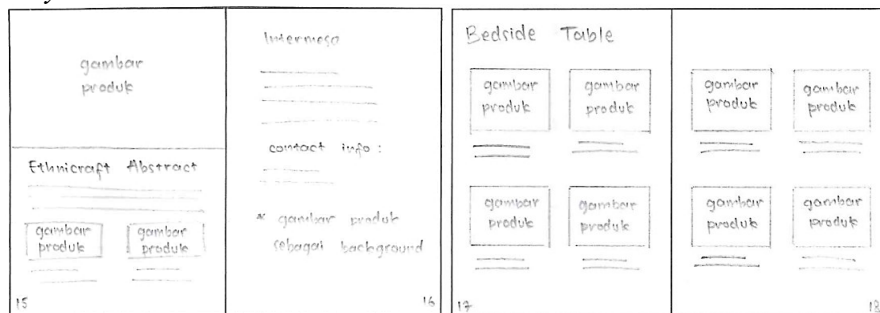 gambar
produk
Ethnicraft Abstract
gambar
produk
gambar
produk
15
Intermeso
contact info :
* gambar produk
sebagai background
16
Bedside Table
gambar
produk
gambar
produk
gambar
produk
gambar
produk
17
gambar
produk
gambar
produk
gambar
produk
gambar
produk
18